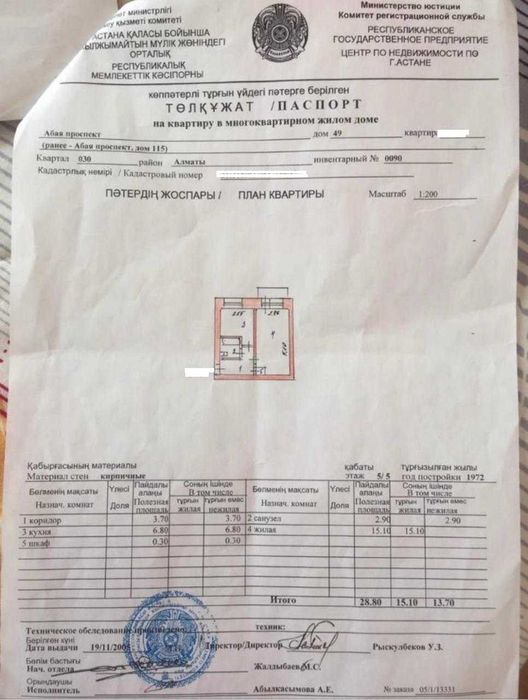 министрлігі
қызметі комитеті
АСТАНА ҚАЛАСЫ БОЙЫНША
ЖЫЛЖЫМАЙТЫН МҮЛІК ЖӨНІНДЕГІ
ОРТАЛЫҚ
РЕСПУБЛИКАЛЫҚ
МЕМЛЕКЕТТІК КӘСІПОРНЫ
Министерство юстиции
Комитет регистрационной службы
РЕСПУБЛИКАНСКОЕ
ГОСУДАРСТВЕННОЕ ПРЕДПРИЯТИЕ
ЦЕНТР ПО НЕДВИЖИМОСТИ ПО
Г.АСТАНЕ
көппәтерлі тұрғын үйдегі пәтерге берілген
ТӨЛҚҰЖАТ /ПАСПОРТ
на квартиру в многоквартирном жилом доме
Абая проспект дом 49 квартира
(ранее - Абая проспект, дом 115)
Квартал 030 район Алматы инвентарный № 0090
Кадастрлық немірі / Кадастровый номер
ПӘТЕРДІҢ ЖОСПАРЫ / ПЛАН КВАРТИРЫ Масштаб 1:200
3
4
2
1
Қабырғасының материалы қабаты тұрғызылған жылы
Материал стен кирпичные этаж 5/5 год постройки 1972
Бөлменің мақсаты Үлесі Пайдалы алаңы Соның ішінде Бөлменің мақсаты Үлесі Пайдалы алаңы Соның ішінде
Назнач. комнат Доля Полезная площадь В том числе Назнач. комнат Доля Полезная площадь В том числе
тұрғын жилая тұрғын емес нежилая тұрғын жилая тұрғын емес нежилая
1 коридор 3.70 3.70 2 санузел 2.90 2.90
3 кухня 6.80 6.80 4 жилая 15.10 15.10
5 шкаф 0.30 0.30
Итого 28.80 15.10 13.70
Техническое обследование произведено техник:
Берілген күні
Дата выдачи 19/11/200 Директор/Директор Рыскулбеков У.З.
Бөлім бастығы
Нач. отдела Жалдыбаев М.С.
Орындаушы
Исполнитель Абылкасымова А.Е. № заказа 05/1/13331